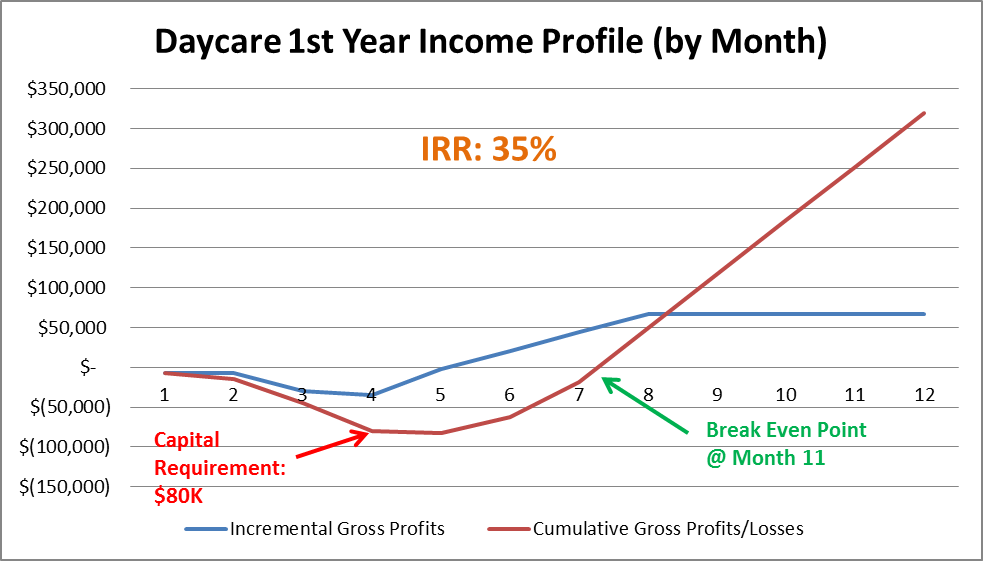 Daycare 1st Year Income Profile (by Month)
$350,000
$300,000
$250,000
$200,000
$150,000
$100,000
$50,000
$-
$(50,000)
$(100,000)
$(150,000)
IRR: 35%
1 2 3 4 5 6 7 8 9 10 11 12
Capital
Requirement:
$80K
Break Even Point
@ Month 11
Incremental Gross Profits
Cumulative Gross Profits/Losses